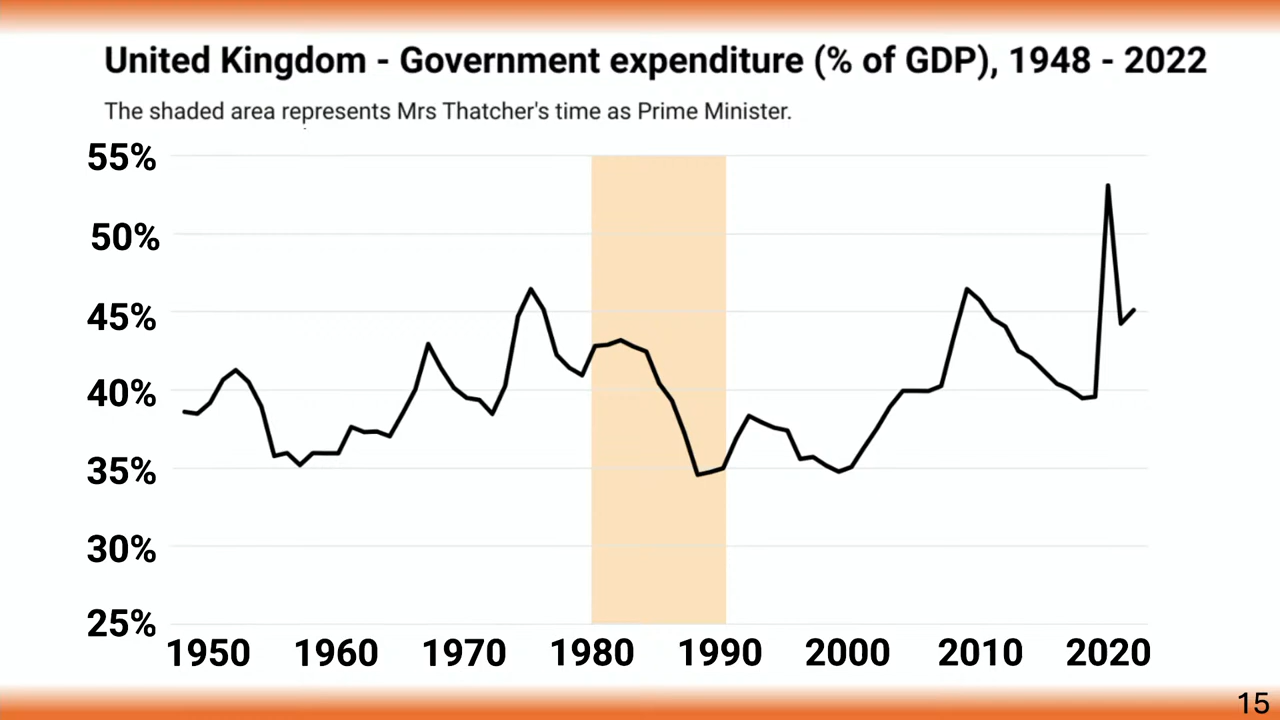 United Kingdom - Government expenditure (% of GDP), 1948 - 2022
The shaded area represents Mrs Thatcher's time as Prime Minister.
55%
50%
45%
40%
35%
30%
25%
1950 1960 1970 1980 1990 2000 2010 2020
15